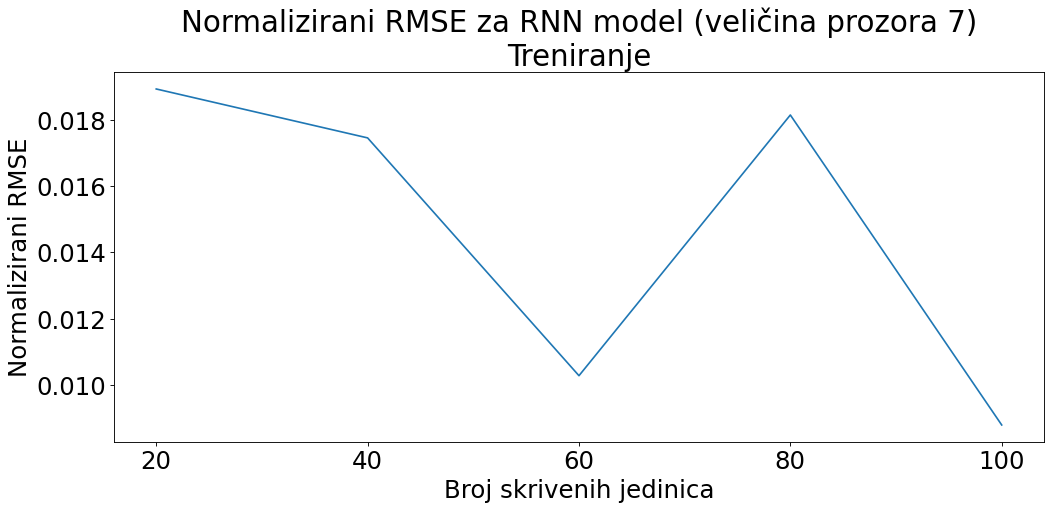 Normalizirani RMSE za RNN model (veličina prozora 7)
Treniranje
Normalizirani RMSE
0.018
0.016
0.014
0.012
0.010
20 40 60 80 100
Broj skrivenih jedinica